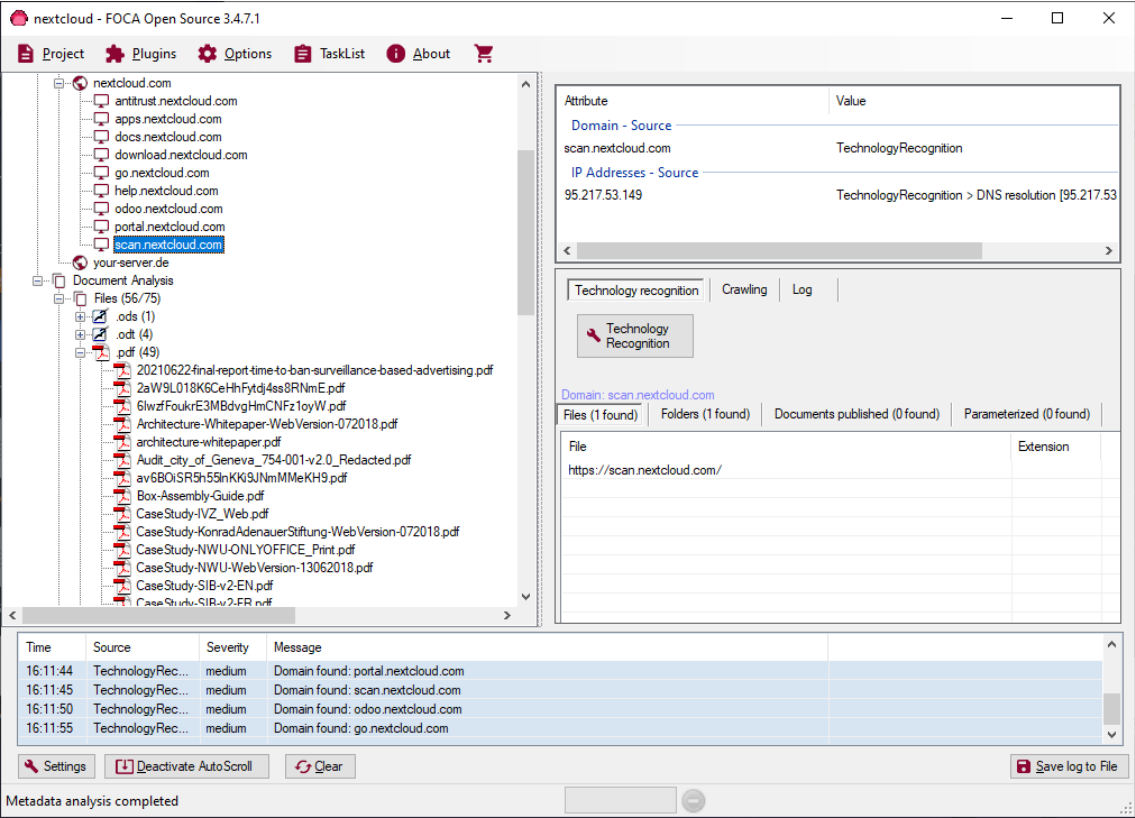 nextcloud - FOCA Open Source 3.4.7.1
Project Plugins Options TaskList About
nextcloud.com
antitrust.nextcloud.com
apps.nextcloud.com
docs.nextcloud.com
download.nextcloud.com
go.nextcloud.com
help.nextcloud.com
odoo.nextcloud.com
portal.nextcloud.com
scan.nextcloud.com
your-server.de
Document Analysis
Files (56/75)
.ods (1)
.odt (4)
.pdf (49)
20210622-final-report-time-to-ban-surveillance-based-advertising.pdf
2aW9L018K6CeHhFytdj4ss8RNmE.pdf
6lwzfFoukrE3MBdvgHmCNFz1oyW.pdf
Architecture-Whitepaper-WebVersion-072018.pdf
architecture-whitepaper.pdf
Audit_city_of_Geneva_754-001-v2.0_Redacted.pdf
av6BOiSR5h55lnKKi9JNmMMeKH9.pdf
Box-Assembly-Guide.pdf
CaseStudy-IVZ_Web.pdf
CaseStudy-KonradAdenauerStiftung-WebVersion-072018.pdf
CaseStudy-NWU-ONLYOFFICE_Print.pdf
CaseStudy-NWU-WebVersion-13062018.pdf
CaseStudy-SIB-v2-EN.pdf
CaseStudy-SIB-v2-FR.pdf
Attribute Value
Domain - Source
scan.nextcloud.com TechnologyRecognition
IP Addresses - Source
95.217.53.149 TechnologyRecognition > DNS resolution [95.217.53
Technology recognition Crawling Log
Technology
Recognition
Domain: scan.nextcloud.com
Files (1 found) Folders (1 found) Documents published (0 found) Parameterized (0 found)
File Extension
https://scan.nextcloud.com/
Time Source Severity Message
16:11:44 TechnologyRec... medium Domain found: portal.nextcloud.com
16:11:45 TechnologyRec... medium Domain found: scan.nextcloud.com
16:11:50 TechnologyRec... medium Domain found: odoo.nextcloud.com
16:11:55 TechnologyRec... medium Domain found: go.nextcloud.com
Settings Deactivate AutoScroll Clear Save log to File
Metadata analysis completed